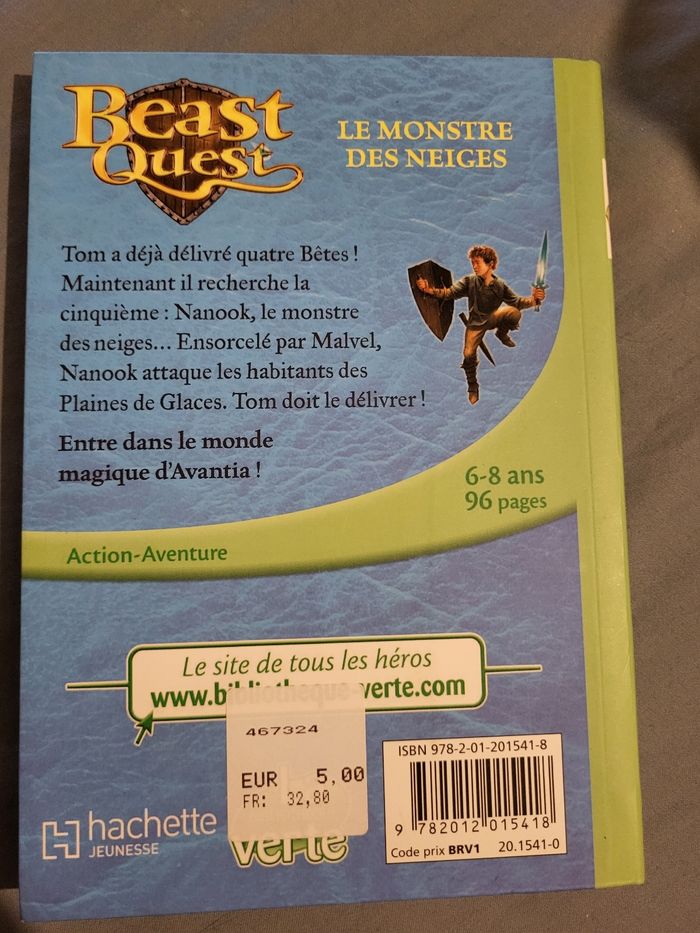 Beast
Quest
LE MONSTRE
DES NEIGES
Tom a déjà délivré quatre Bêtes !
Maintenant il recherche la
cinquième : Nanook, le monstre
des neiges... Ensorcelé par Malvel,
Nanook attaque les habitants des
Plaines de Glaces. Tom doit le délivrer !
Entre dans le monde
magique d'Avantia !
6-8 ans
96 pages
Action-Aventure
Le site de tous les héros
www.bibliotheque-verte.com
467324
EUR 5,00
FR: 32,80
hachette
JEUNESSE
verte
ISBN 978-2-01-201541-8
9 782012 015418
Code prix BRV1 20.1541-0